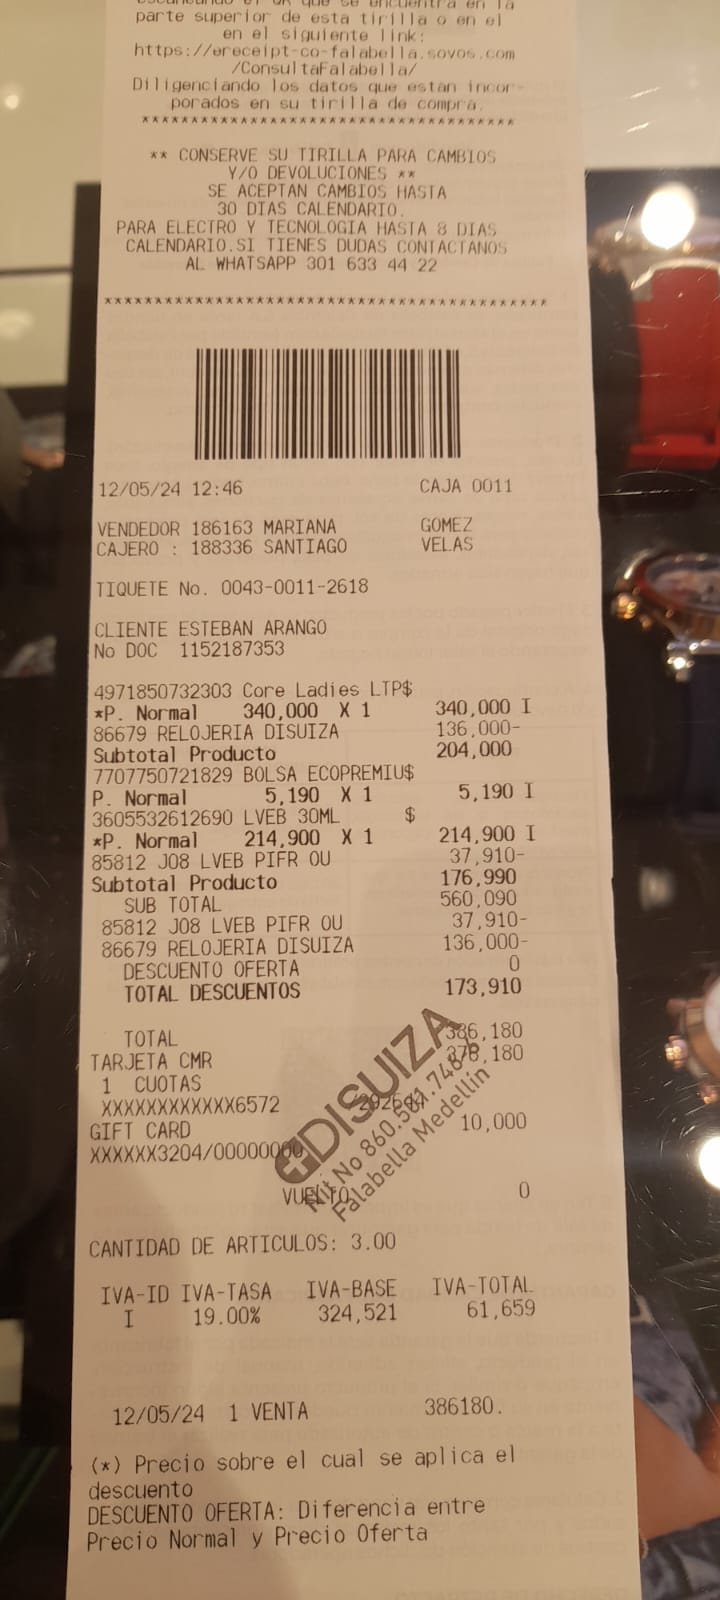 parte superior de esta tirilla o en el
en el siguiente link:
https://ereceipt-co-falabella.sovos.com
/ConsultaFalabella/
Diligenciando los datos que estan incor-
porados en su tirilla de compra.
****************************************
** CONSERVE SU TIRILLA PARA CAMBIOS
Y/O DEVOLUCIONES **
SE ACEPTAN CAMBIOS HASTA
30 DIAS CALENDARIO.
PARA ELECTRO Y TECNOLOGIA HASTA 8 DIAS
CALENDARIO.SI TIENES DUDAS CONTACTANOS
AL WHATSAPP 301 633 44 22
********************************************
12/05/24 12:46 CAJA 0011
VENDEDOR 186163 MARIANA GOMEZ
CAJERO : 188336 SANTIAGO VELAS
TIQUETE No. 0043-0011-2618
CLIENTE ESTEBAN ARANGO
No DOC 1152187353
4971850732303 Core Ladies LTP$
*P. Normal 340,000 X 1 340,000 I
86679 RELOJERIA DISUIZA 136,000-
Subtotal Producto 204,000
7707750721829 BOLSA ECOPREMIU$
P. Normal 5,190 X 1 5,190 I
3605532612690 LVEB 30ML $
*P. Normal 214,900 X 1 214,900 I
85812 J08 LVEB PIFR OU 37,910-
Subtotal Producto 176,990
SUB TOTAL 560,090
85812 J08 LVEB PIFR OU 37,910-
86679 RELOJERIA DISUIZA 136,000-
DESCUENTO OFERTA 0
TOTAL DESCUENTOS 173,910
TOTAL 386,180
TARJETA CMR 376,180
1 CUOTAS
XXXXXXXXXXXX6572
GIFT CARD 10,000
XXXXXX3204/00000000
DISUIZA
Nit No 860.501.748
Falabella Medellín
VUELTO 0
CANTIDAD DE ARTICULOS: 3.00
IVA-ID IVA-TASA IVA-BASE IVA-TOTAL
I 19.00% 324,521 61,659
12/05/24 1 VENTA 386180.
(*) Precio sobre el cual se aplica el
descuento
DESCUENTO OFERTA: Diferencia entre
Precio Normal y Precio Oferta